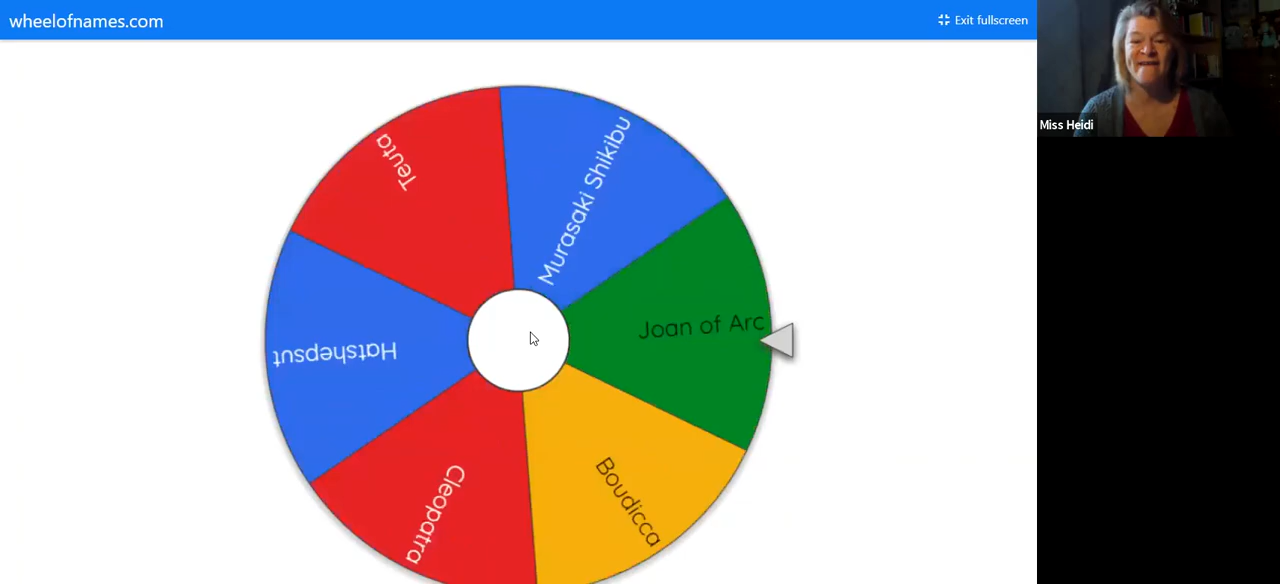 wheelofnames.com
Exit fullscreen
Miss Heidi
Teuta
Murasaki Shikibu
Joan of Arc
Hatshepsut
Cleopatra
Boudicca